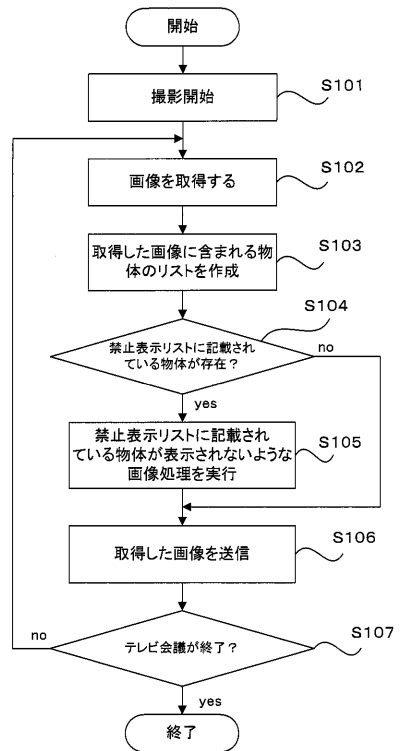 開始
撮影開始
S101
画像を取得する
S102
取得した画像に含まれる物
体のリストを作成
S103
禁止表示リストに記載され
ている物体が存在？
S104
no
yes
禁止表示リストに記載され
ている物体が表示されないような
画像処理を実行
S105
取得した画像を送信
S106
テレビ会議が終了？
S107
no
yes
終了